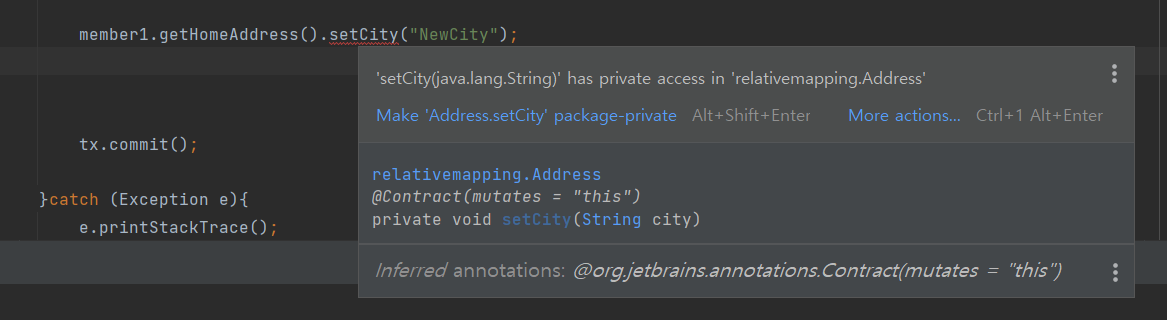 member1.getHomeAddress().setCity("NewCity");
'setCity(java.lang.String)' has private access in 'relativemapping.Address'
Make 'Address.setCity' package-private Alt+Shift+Enter More actions... Ctrl+1 Alt+Enter
tx.commit();
relativemapping.Address
@Contract(mutates = "this")
}catch (Exception e){
private void setCity(String city)
e.printStackTrace();
Inferred annotations: @org.jetbrains.annotations.Contract(mutates = "this")